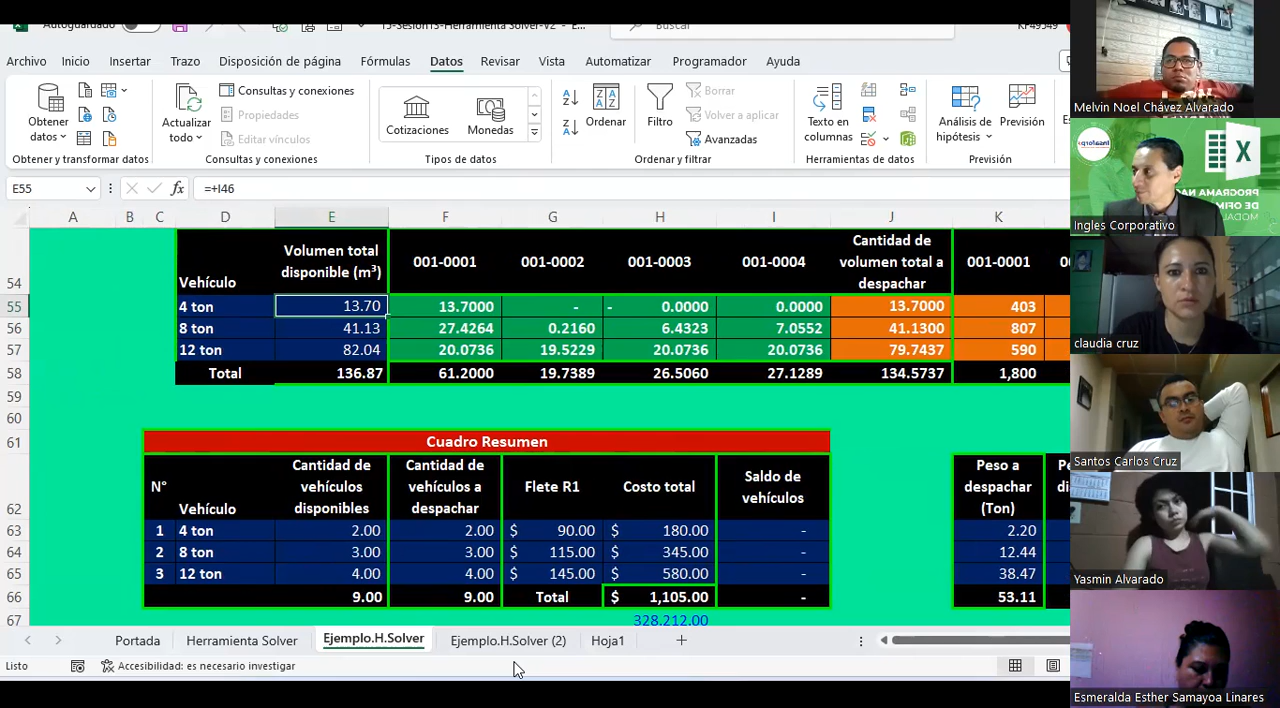 Autoguardado
15-Sesion15-Herramienta Solver-V2 - E...
Buscar
KF49549
Archivo Inicio Insertar Trazo Disposición de página Fórmulas Datos Revisar Vista Automatizar Programador Ayuda
Obtener datos
Obtener y transformar datos
Actualizar todo
Consultas y conexiones
Propiedades
Editar vínculos
Consultas y conexiones
Cotizaciones
Monedas
Tipos de datos
Ordenar
Filtro
Borrar
Volver a aplicar
Avanzadas
Ordenar y filtrar
Texto en columnas
Herramientas de datos
Análisis de hipótesis
Previsión
Previsión
E55
fx
=+I46
A B C D E F G H I J K
54 Vehículo Volumen total disponible (m³) 001-0001 001-0002 001-0003 001-0004 Cantidad de volumen total a despachar 001-0001
55 4 ton 13.70 13.7000 - - 0.0000 0.0000 13.7000 403
56 8 ton 41.13 27.4264 0.2160 6.4323 7.0552 41.1300 807
57 12 ton 82.04 20.0736 19.5229 20.0736 20.0736 79.7437 590
58 Total 136.87 61.2000 19.7389 26.5060 27.1289 134.5737 1,800
59
60
61 Cuadro Resumen
62 N° Vehículo Cantidad de vehículos disponibles Cantidad de vehículos a despachar Flete R1 Costo total Saldo de vehículos Peso a despachar (Ton)
63 1 4 ton 2.00 2.00 $ 90.00 $ 180.00 - 2.20
64 2 8 ton 3.00 3.00 $ 115.00 $ 345.00 - 12.44
65 3 12 ton 4.00 4.00 $ 145.00 $ 580.00 - 38.47
66 9.00 9.00 Total $ 1,105.00 - 53.11
67 328,212.00
Portada Herramienta Solver Ejemplo.H.Solver Ejemplo.H.Solver (2) Hoja1
Listo
Accesibilidad: es necesario investigar
Melvin Noel Chávez Alvarado
Ingles Corporativo
claudia cruz
Santos Carlos Cruz
Yasmin Alvarado
Esmeralda Esther Samayoa Linares